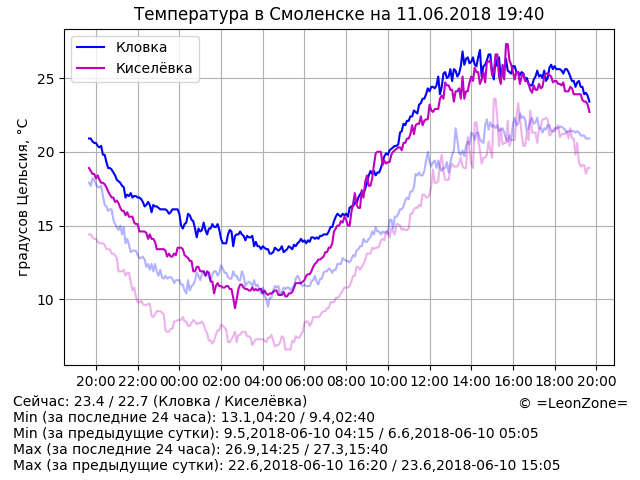 Температура в Смоленске на 11.06.2018 19:40
Кловка
Киселёвка
градусов Цельсия, °C
25
20
15
10
20:00 22:00 00:00 02:00 04:00 06:00 08:00 10:00 12:00 14:00 16:00 18:00 20:00
Сейчас: 23.4 / 22.7 (Кловка / Киселёвка)
© =LeonZone=
Min (за последние 24 часа): 13.1,04:20 / 9.4,02:40
Min (за предыдущие сутки): 9.5,2018-06-10 04:15 / 6.6,2018-06-10 05:05
Max (за последние 24 часа): 26.9,14:25 / 27.3,15:40
Max (за предыдущие сутки): 22.6,2018-06-10 16:20 / 23.6,2018-06-10 15:05